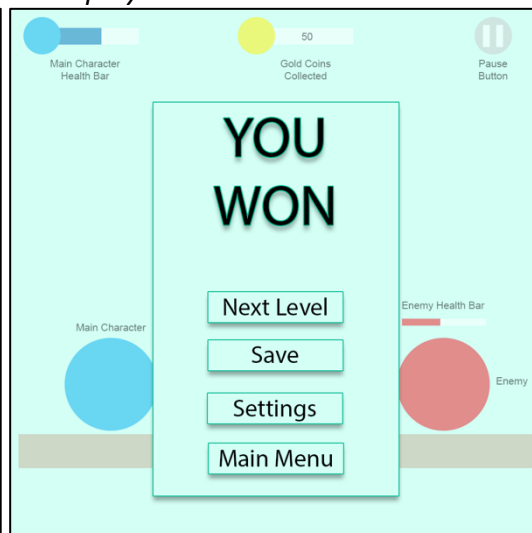 50
Main Character
Health Bar
Gold Coins
Collected
Pause
Button
YOU
WON
Next Level
Enemy Health Bar
Main Character
Save
Enemy
Settings
Main Menu